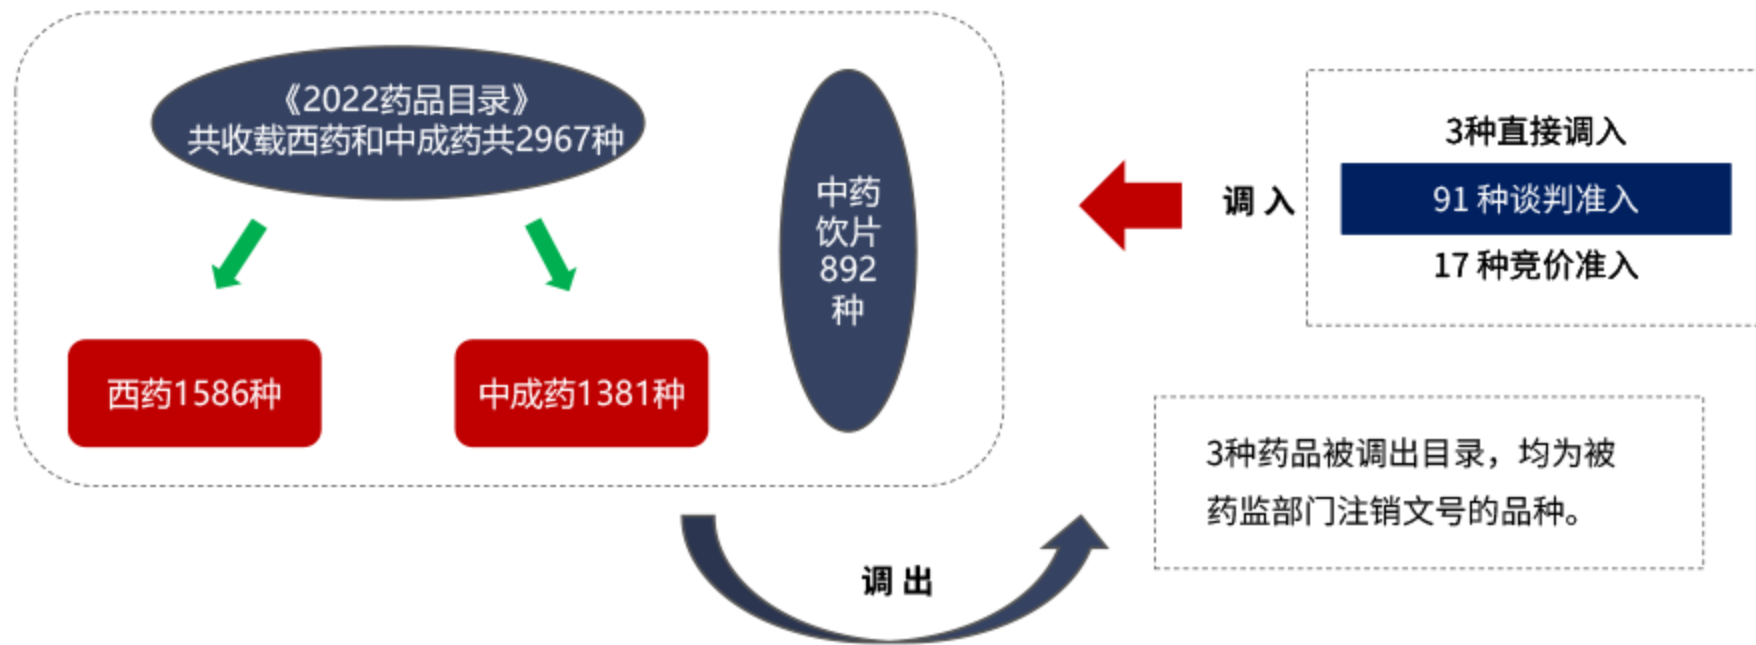 《2022药品目录》
共收载西药和中成药共2967种
西药1586种
中成药1381种
中药
饮片
892
种
调 入
3种直接调入
91 种谈判准入
17 种竞价准入
3种药品被调出目录，均为被
药监部门注销文号的品种。
调 出